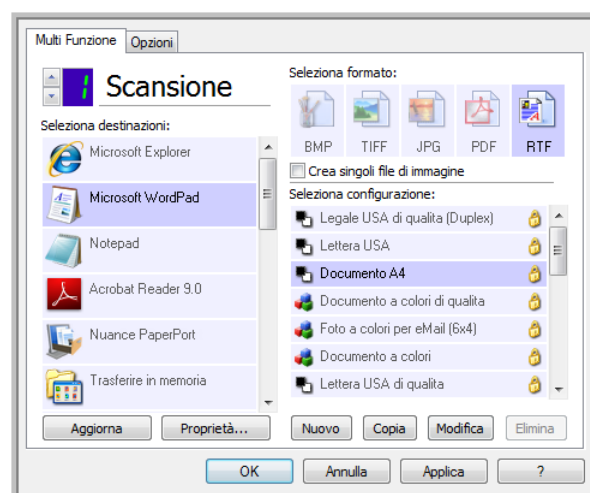 Multi Funzione
Opzioni
1
Scansione
Seleziona destinazioni:
Microsoft Explorer
Microsoft WordPad
Notepad
Acrobat Reader 9.0
Nuance PaperPort
Trasferire in memoria
Aggiorna
Proprietà...
Seleziona formato:
BMP
TIFF
JPG
PDF
RTF
Crea singoli file di immagine
Seleziona configurazione:
Legale USA di qualita (Duplex)
Lettera USA
Documento A4
Documento a colori di qualita
Foto a colori per eMail (6x4)
Documento a colori
Lettera USA di qualita
Nuovo
Copia
Modifica
Elimina
OK
Annulla
Applica
?